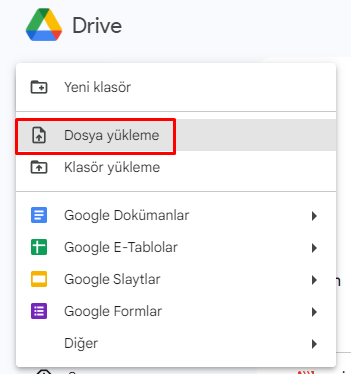 Drive
Yeni klasör
Dosya yükleme
Klasör yükleme
Google Dokümanlar
Google E-Tablolar
Google Slaytlar
Google Formlar
Diğer